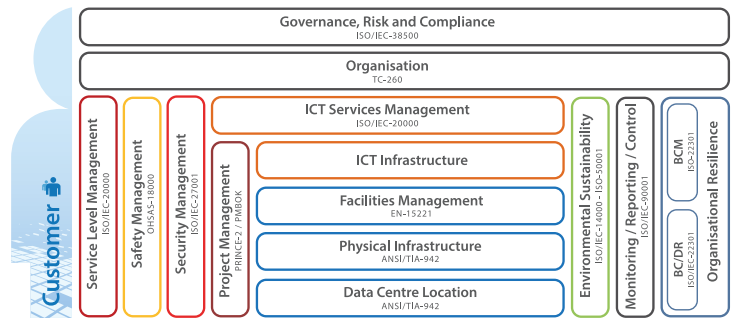 Governance, Risk and Compliance
ISO/IEC-38500
Organisation
TC-260
Customer
Service Level Management
ISO/IEC-20000
Safety Management
OHSAS-18000
Security Management
ISO/IEC-27001
ICT Services Management
ISO/IEC-20000
Project Management
PRINCE-2 / PMBOK
ICT Infrastructure
Facilities Management
EN-15221
Physical Infrastructure
ANSI/TIA-942
Data Centre Location
ANSI/TIA-942
Environmental Sustainability
ISO/IEC-14000 - ISO-50001
Monitoring / Reporting / Control
ISO/IEC-90001
BCM
ISO-22301
BC/DR
ISO/IEC-22301
Organisational Resilience